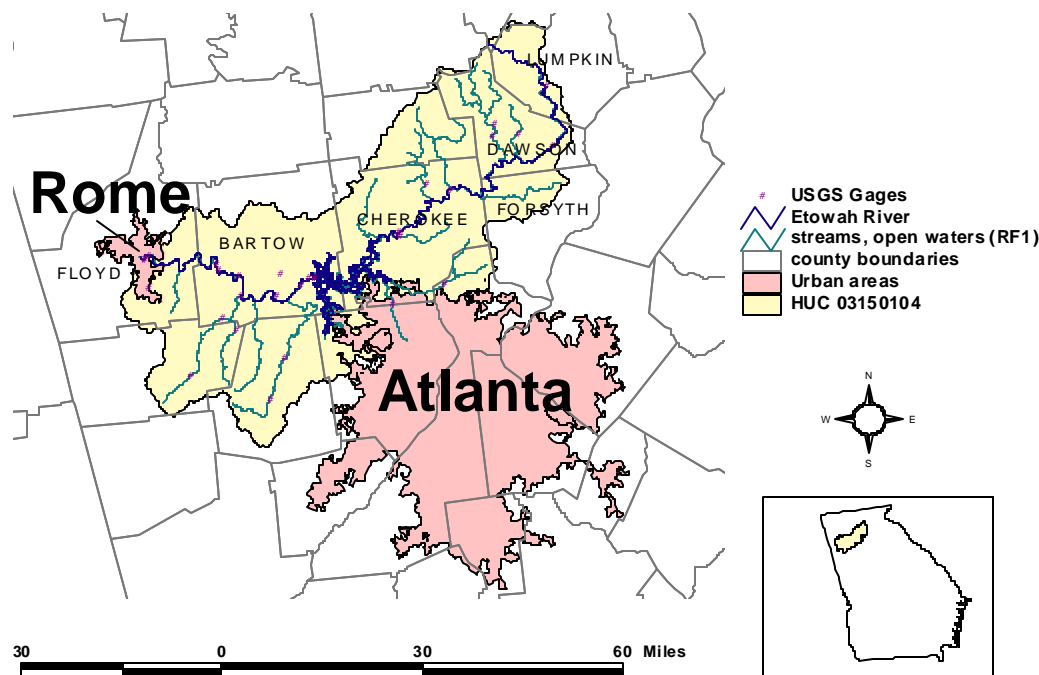 LUMPKIN
DAWSON
Rome
CHEROKEE
FORSYTH
BARTOW
FLOYD
Atlanta
USGS Gages
Etowah River
streams, open waters (RF1)
county boundaries
Urban areas
HUC 03150104
N
W E
S
30 0 30 60 Miles